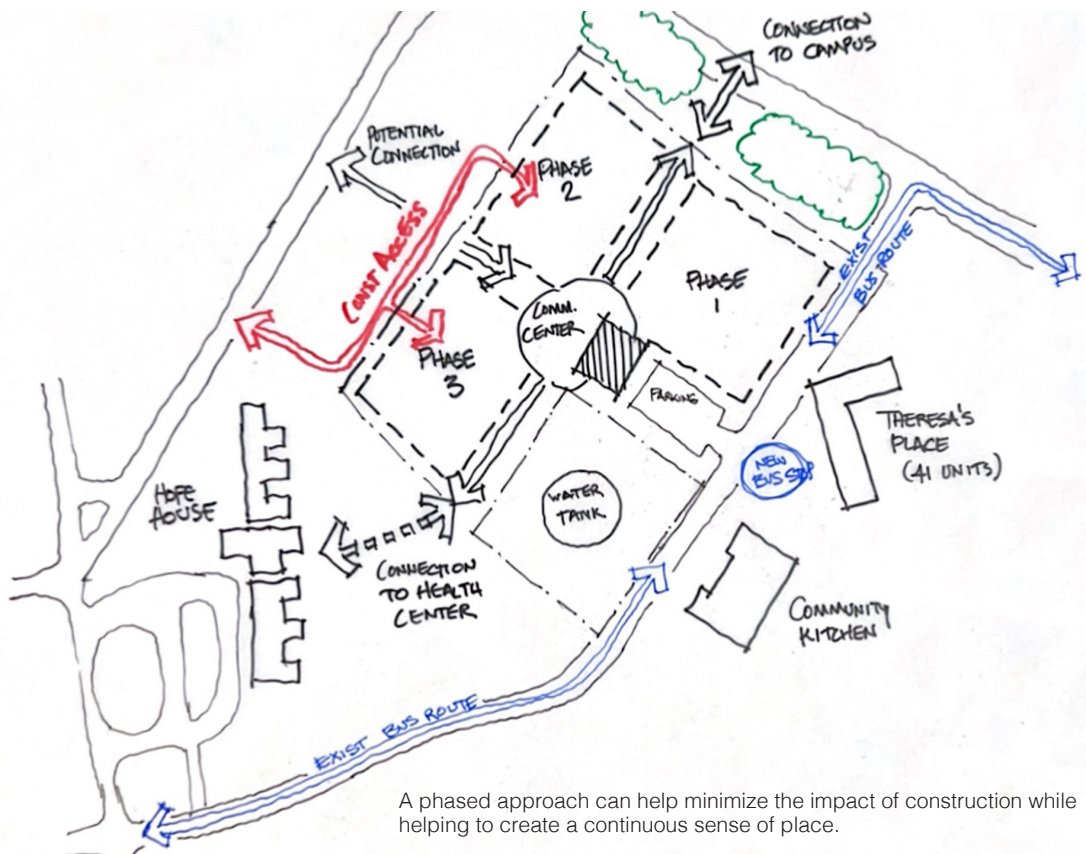 CONNECTION
TO CAMPUS
POTENTIAL
CONNECTION
PHASE
2
CONST ACCESS
EXIST
BUS ROUTE
PHASE
1
COMM.
CENTER
PHASE
3
PARKING
THERESA'S
PLACE
(41 UNITS)
NEW
BUS STOP
HOPE
HOUSE
WATER
TANK
CONNECTION
TO HEALTH
CENTER
COMMUNITY
KITCHEN
EXIST BUS ROUTE
A phased approach can help minimize the impact of construction while
helping to create a continuous sense of place.